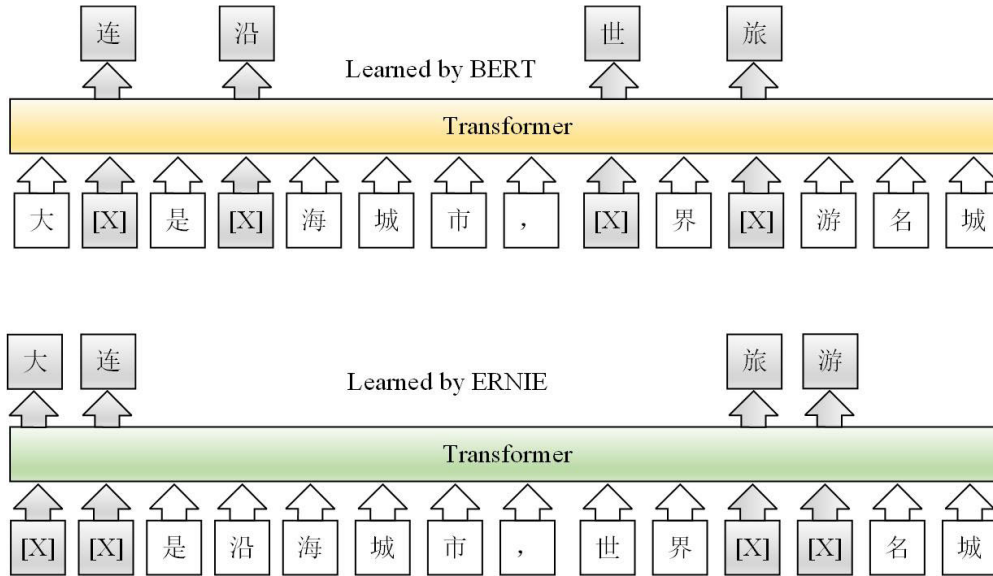 连 沿 世 旅
Learned by BERT
Transformer
大 [X] 是 [X] 海 城 市 ， [X] 界 [X] 游 名 城
大 连 旅 游
Learned by ERNIE
Transformer
[X] [X] 是 沿 海 城 市 ， 世 界 [X] [X] 名 城